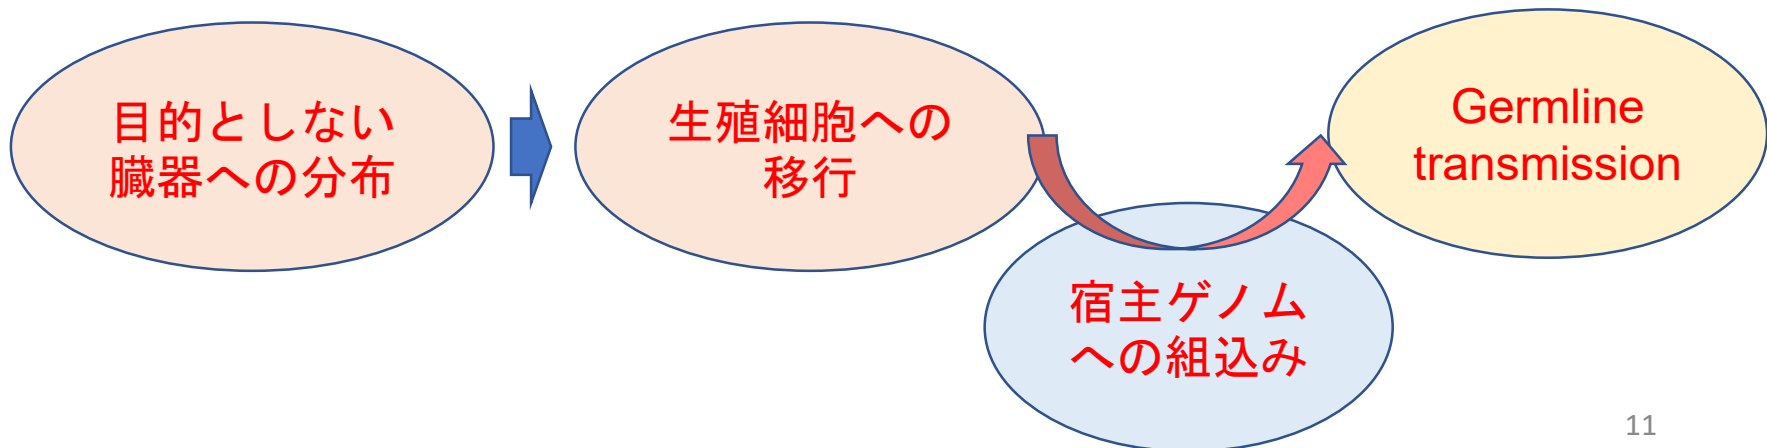 目的としない
臓器への分布
生殖細胞への
移行
宿主ゲノム
への組込み
Germline
transmission
11